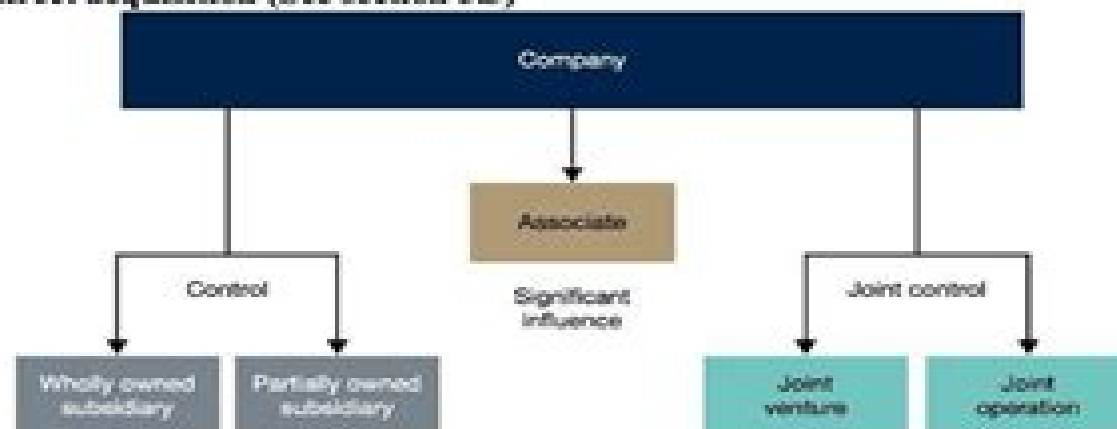 Company
Associate
Control
Significant
influence
Joint control
Wholly owned
subsidiary
Partially owned
subsidiary
Joint
venture
Joint
operation